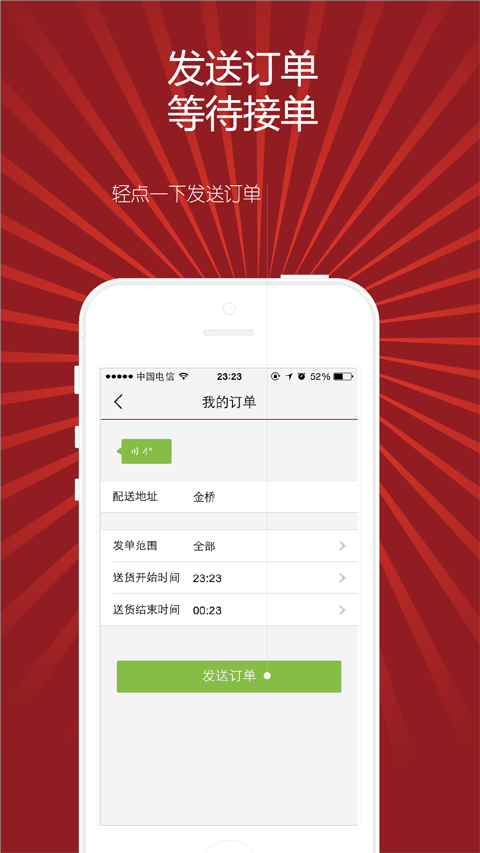 发送订单
等待接单
轻点一下发送订单
中国电信 23:23 52%
我的订单
4"
配送地址 金桥
发单范围 全部
送货开始时间 23:23
送货结束时间 00:23
发送订单